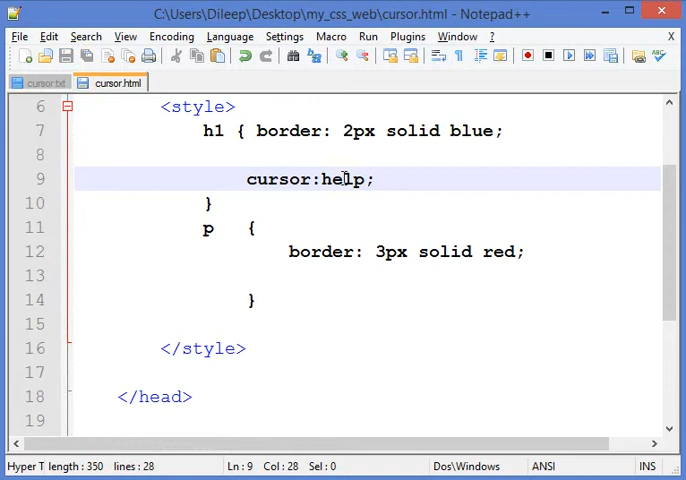 C:\Users\Dileep\Desktop\my_css_web\cursor.html - Notepad++
File Edit Search View Encoding Language Settings Macro Run Plugins Window ?
cursor.txt cursor.html
6 <style>
7 h1 { border: 2px solid blue;
8
9 cursor:help;
10 }
11 p {
12 border: 3px solid red;
13
14 }
15
16 </style>
17
18 </head>
19
Hyper T length : 350 lines : 28 Ln : 9 Col : 28 Sel : 0 Dos\Windows ANSI INS